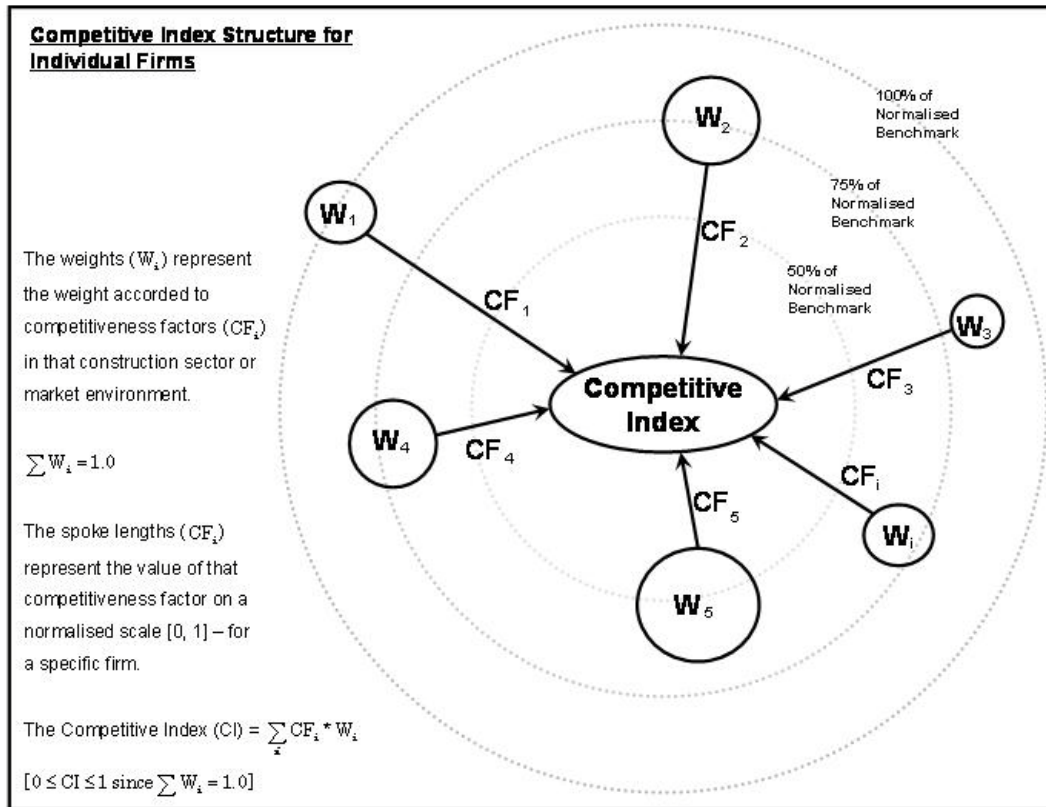 Competitive Index Structure for
Individual Firms
100% of
Normalised
Benchmark
W₂
75% of
Normalised
Benchmark
W₁
CF₂
The weights (Wᵢ) represent
the weight accorded to
competitiveness factors (CFᵢ)
in that construction sector or
market environment.
50% of
Normalised
Benchmark
CF₁
W₃
CF₃
Competitive
Index
W₄
CF₄
∑ Wᵢ = 1.0
CFᵢ
CF₅
Wᵢ
W₅
The spoke lengths (CFᵢ)
represent the value of that
competitiveness factor on a
normalised scale [0, 1] – for
a specific firm.
The Competitive Index (CI) = ∑ᵢ CFᵢ * Wᵢ
[0 ≤ CI ≤ 1 since ∑ Wᵢ = 1.0]